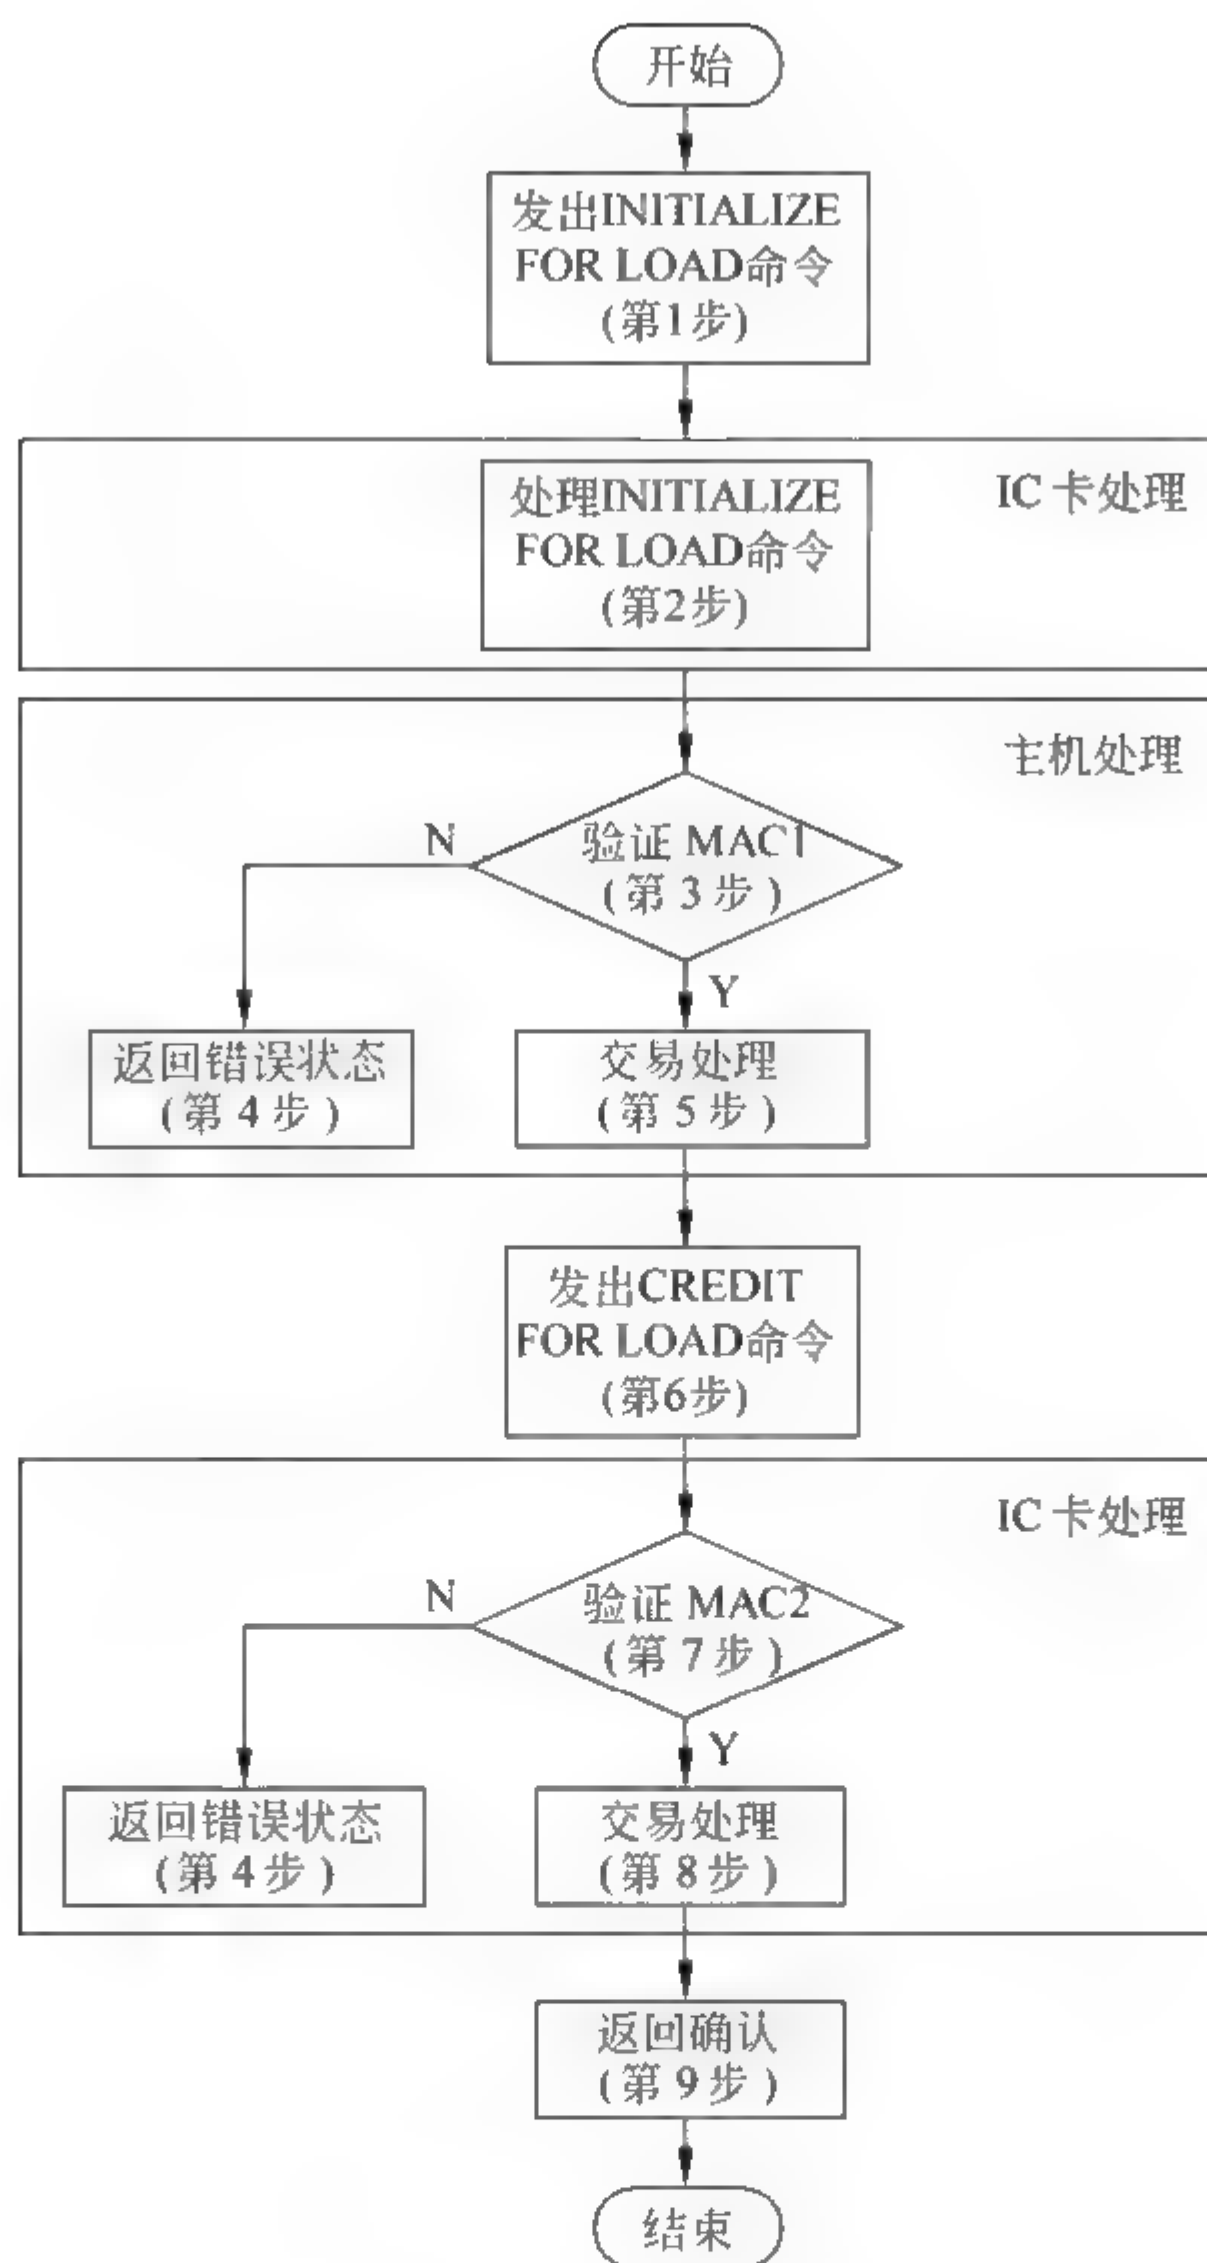 开始
发出INITIALIZE
FOR LOAD命令
(第1步)
IC 卡处理
处理INITIALIZE
FOR LOAD命令
(第2步)
主机处理
验证 MAC1
(第 3 步)
N
Y
返回错误状态
(第 4 步)
交易处理
(第 5 步)
发出CREDIT
FOR LOAD命令
(第6步)
IC 卡处理
验证 MAC2
(第 7 步)
N
Y
返回错误状态
(第 4 步)
交易处理
(第 8 步)
返回确认
(第 9 步)
结束